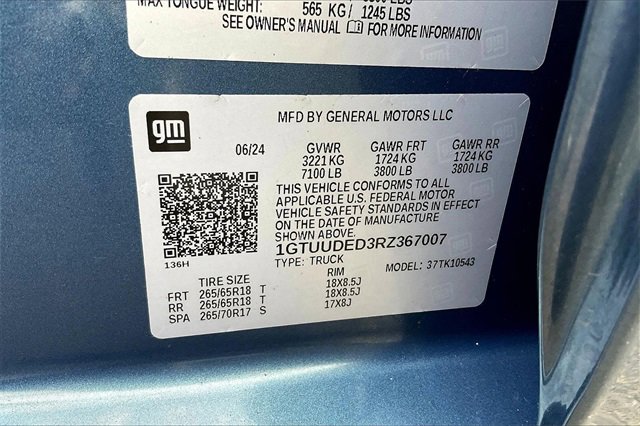 MAX TONGUE WEIGHT: 565 KG/ 1245 LBS
SEE OWNER'S MANUAL FOR MORE INFORMATION
gm
MFD BY GENERAL MOTORS LLC
06/24 GVWR GAWR FRT GAWR RR
3221 KG 1724 KG 1724 KG
7100 LB 3800 LB 3800 LB
THIS VEHICLE CONFORMS TO ALL
APPLICABLE U.S. FEDERAL MOTOR
VEHICLE SAFETY STANDARDS IN EFFECT
ON THE DATE OF MANUFACTURE
SHOWN ABOVE.
1GTUUDED3RZ367007
136H
TYPE: TRUCK MODEL: 37TK10543
TIRE SIZE RIM
FRT 265/65R18 T 18X8.5J
RR 265/65R18 T 18X8.5J
SPA 265/70R17 S 17X8J